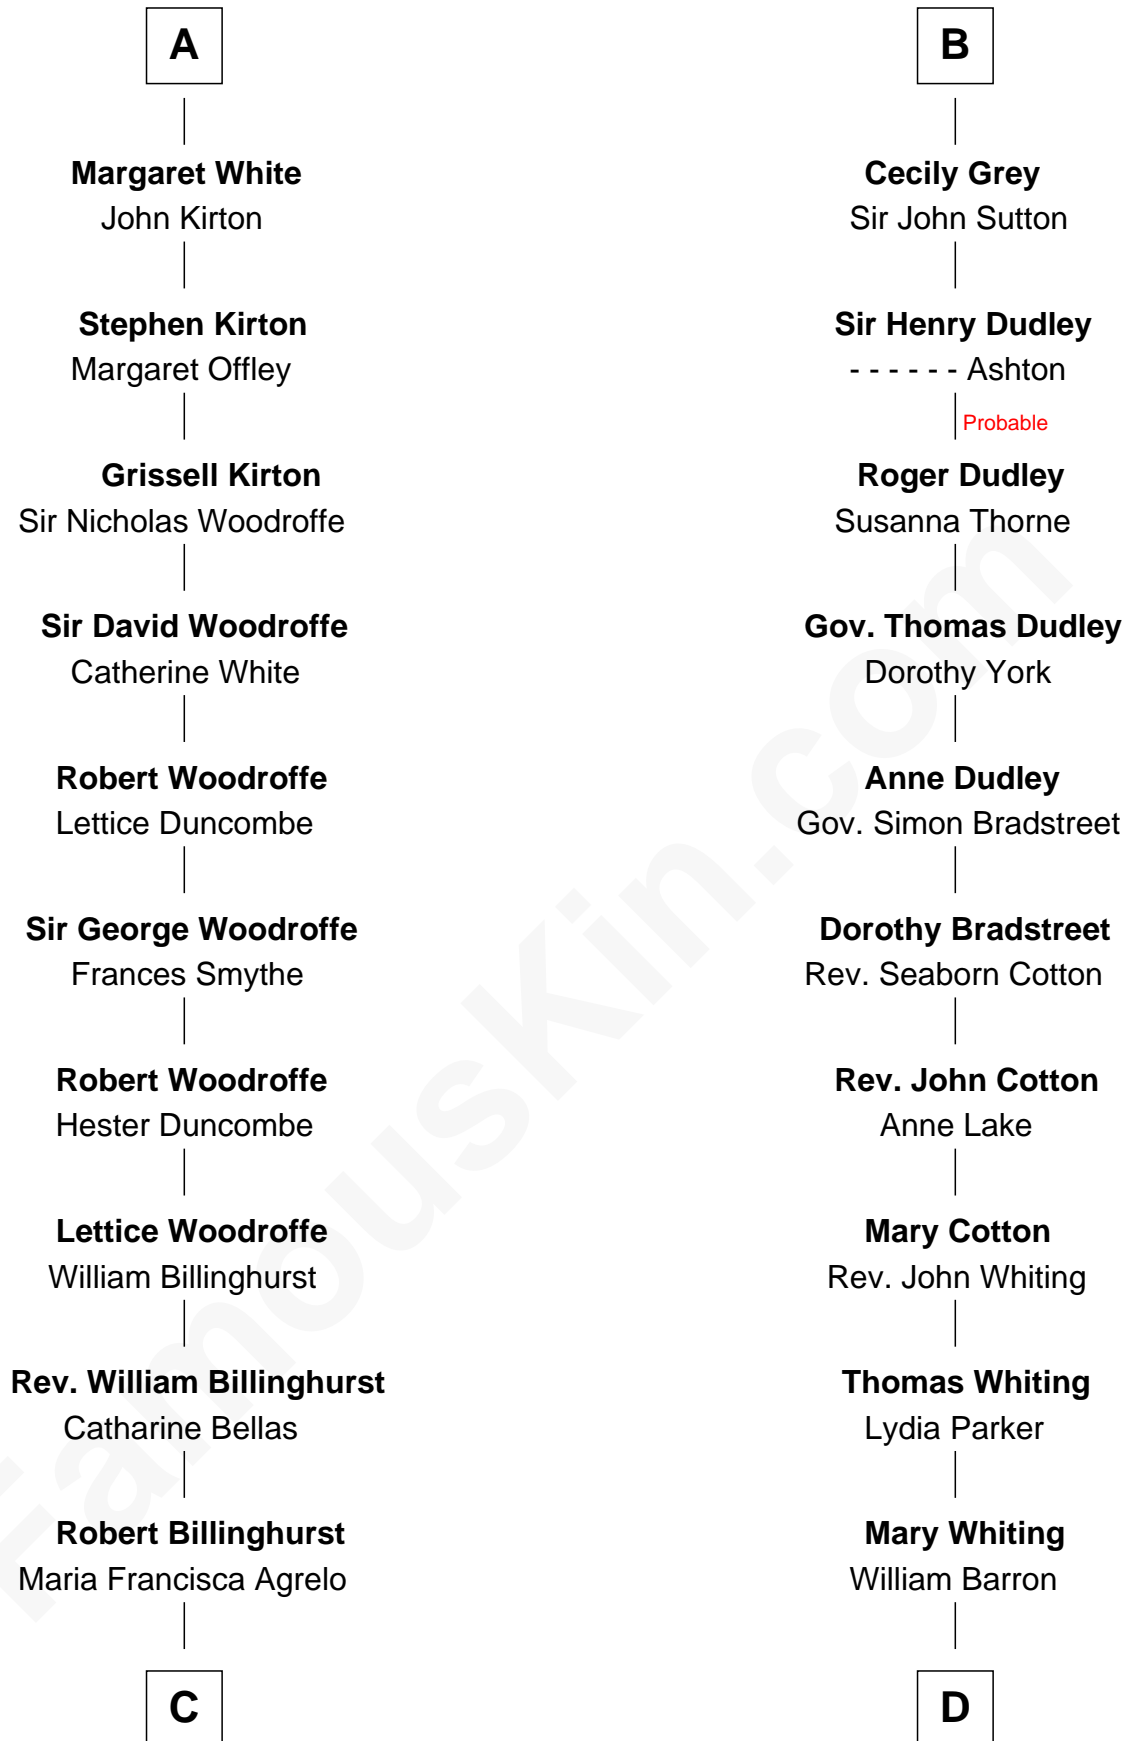 A
Margaret White
John Kirton
Stephen Kirton
Margaret Offley
Grissell Kirton
Sir Nicholas Woodroffe
Sir David Woodroffe
Catherine White
Robert Woodroffe
Lettice Duncombe
Sir George Woodroffe
Frances Smythe
Robert Woodroffe
Hester Duncombe
Lettice Woodroffe
William Billinghurst
Rev. William Billinghurst
Catharine Bellas
Robert Billinghurst
Maria Francisca Agrelo
C
B
Cecily Grey
Sir John Sutton
Sir Henry Dudley
- - - - - - Ashton
Probable
Roger Dudley
Susanna Thorne
Gov. Thomas Dudley
Dorothy York
Anne Dudley
Gov. Simon Bradstreet
Dorothy Bradstreet
Rev. Seaborn Cotton
Rev. John Cotton
Anne Lake
Mary Cotton
Rev. John Whiting
Thomas Whiting
Lydia Parker
Mary Whiting
William Barron
D
FamousKin.com